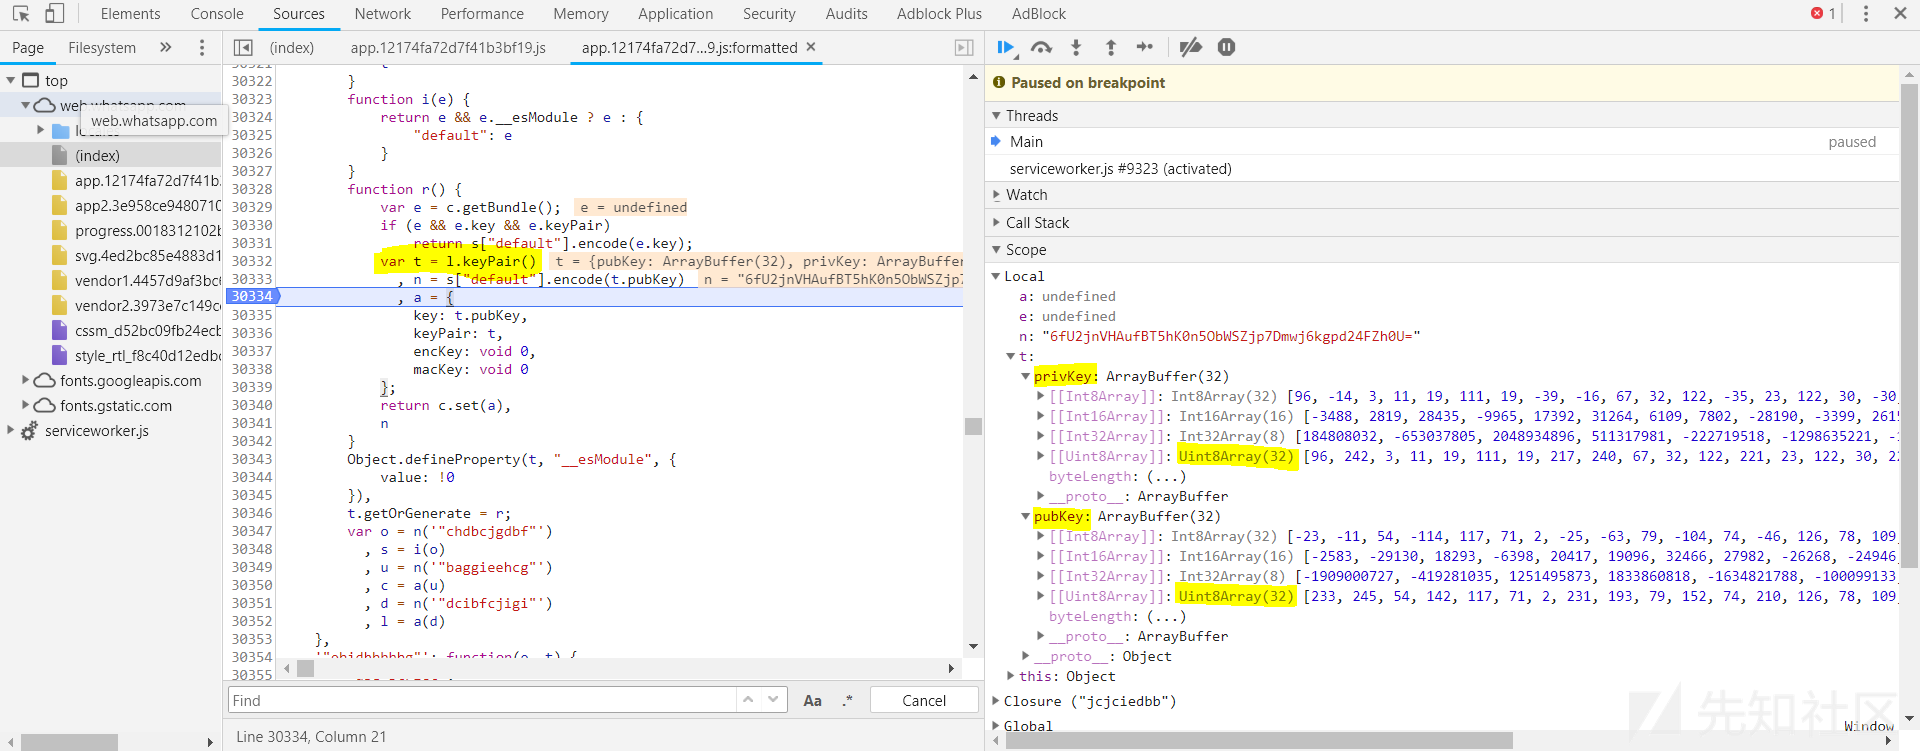 Elements Console Sources Network Performance Memory Application Security Audits Adblock Plus AdBlock 1
Page Filesystem
(index) app.12174fa72d7f41b3bf19.js app.12174fa72d7...9.js:formatted
top
web.whatsapp.com
web.whatsapp.com
(index)
app.12174fa72d7f41b
app2.3e958ce9480710
progress.0018312102b
svg.4ed2bc85e4883d1
vendor1.4457d9af3bc
vendor2.3973e7c149c
cssm_d52bc09fb24ecb
style_rtl_f8c40d12edb
fonts.googleapis.com
fonts.gstatic.com
serviceworker.js
30322 }
30323 function i(e) {
30324 return e && e.__esModule ? e : {
30325 "default": e
30326 }
30327 }
30328 function r() {
30329 var e = c.getBundle(); e = undefined
30330 if (e && e.key && e.keyPair)
30331 return s["default"].encode(e.key);
30332 var t = l.keyPair() t = {pubKey: ArrayBuffer(32), privKey: ArrayBuffer
30333 , n = s["default"].encode(t.pubKey) n = "6fU2jnVHAufBT5hK0n5ObWSZjp7
30334 , a = {
30335 key: t.pubKey,
30336 keyPair: t,
30337 encKey: void 0,
30338 macKey: void 0
30339 };
30340 return c.set(a),
30341 n
30342 }
30343 Object.defineProperty(t, "__esModule", {
30344 value: !0
30345 }),
30346 t.getOrGenerate = r;
30347 var o = n('"chdbcjgdbf"')
30348 , s = i(o)
30349 , u = n('"baggieehcg"')
30350 , c = a(u)
30351 , d = n('"dcibfcjigi"')
30352 , l = a(d)
30353 },
30354
30355
Find Aa .* Cancel
Line 30334, Column 21
Paused on breakpoint
Threads
Main paused
serviceworker.js #9323 (activated)
Watch
Call Stack
Scope
Local
a: undefined
e: undefined
n: "6fU2jnVHAufBT5hK0n5ObWSZjp7Dmwj6kgpd24FZh0U="
t:
privKey: ArrayBuffer(32)
[[Int8Array]]: Int8Array(32) [96, -14, 3, 11, 19, 111, 19, -39, -16, 67, 32, 122, -35, 23, 122, 30, -30
[[Int16Array]]: Int16Array(16) [-3488, 2819, 28435, -9965, 17392, 31264, 6109, 7802, -28190, -3399, 2615
[[Int32Array]]: Int32Array(8) [184808032, -653037805, 2048934896, 511317981, -222719518, -1298635221, -
[[Uint8Array]]: Uint8Array(32) [96, 242, 3, 11, 19, 111, 19, 217, 240, 67, 32, 122, 221, 23, 122, 30, 22
byteLength: (...)
__proto__: ArrayBuffer
pubKey: ArrayBuffer(32)
[[Int8Array]]: Int8Array(32) [-23, -11, 54, -114, 117, 71, 2, -25, -63, 79, -104, 74, -46, 126, 78, 109
[[Int16Array]]: Int16Array(16) [-2583, -29130, 18293, -6398, 20417, 19096, 32466, 27982, -26268, -24946
[[Int32Array]]: Int32Array(8) [-1909000727, -419281035, 1251495873, 1833860818, -1634821788, -100099133
[[Uint8Array]]: Uint8Array(32) [233, 245, 54, 142, 117, 71, 2, 231, 193, 79, 152, 74, 210, 126, 78, 109
byteLength: (...)
__proto__: ArrayBuffer
__proto__: Object
this: Object
Closure ("jcjciedbb")
Global Window
先知社区